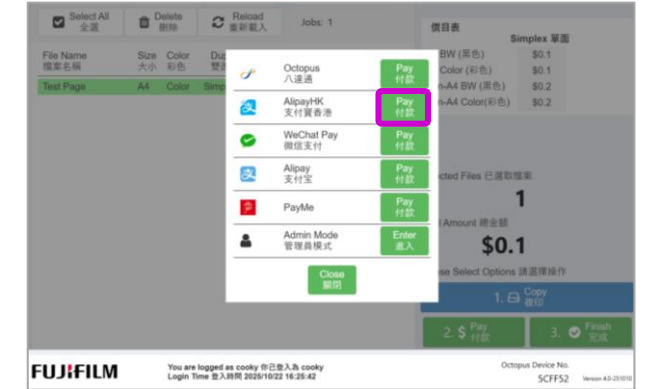 Select All
全選
Delete
刪除
Reload
重新載入
Jobs: 1
價目表
Simplex 單面
File Name
檔案名稱
Size
大小
Color
彩色
BW (黑色) $0.1
Color (彩色) $0.1
n-A4 BW (黑色) $0.2
n-A4 Color(彩色) $0.2
Test Page A4 Color Simp
Octopus
八達通
Pay
付款
AlipayHK
支付寶香港
Pay
付款
WeChat Pay
微信支付
Pay
付款
Alipay
支付宝
Pay
付款
PayMe
Pay
付款
Admin Mode
管理員模式
Enter
進入
Close
關閉
cted Files 已選取檔案
1
Amount 總金額
$0.1
se Select Options 請選擇操作
1. Copy
複印
2. $ Pay
付款
3. Finish
完成
FUJIFILM
You are logged as cooky 你已登入為 cooky
Login Time 登入時間 2025/10/22 16:25:42
Octopus Device No.
5CFF52
Version 4.0-231010